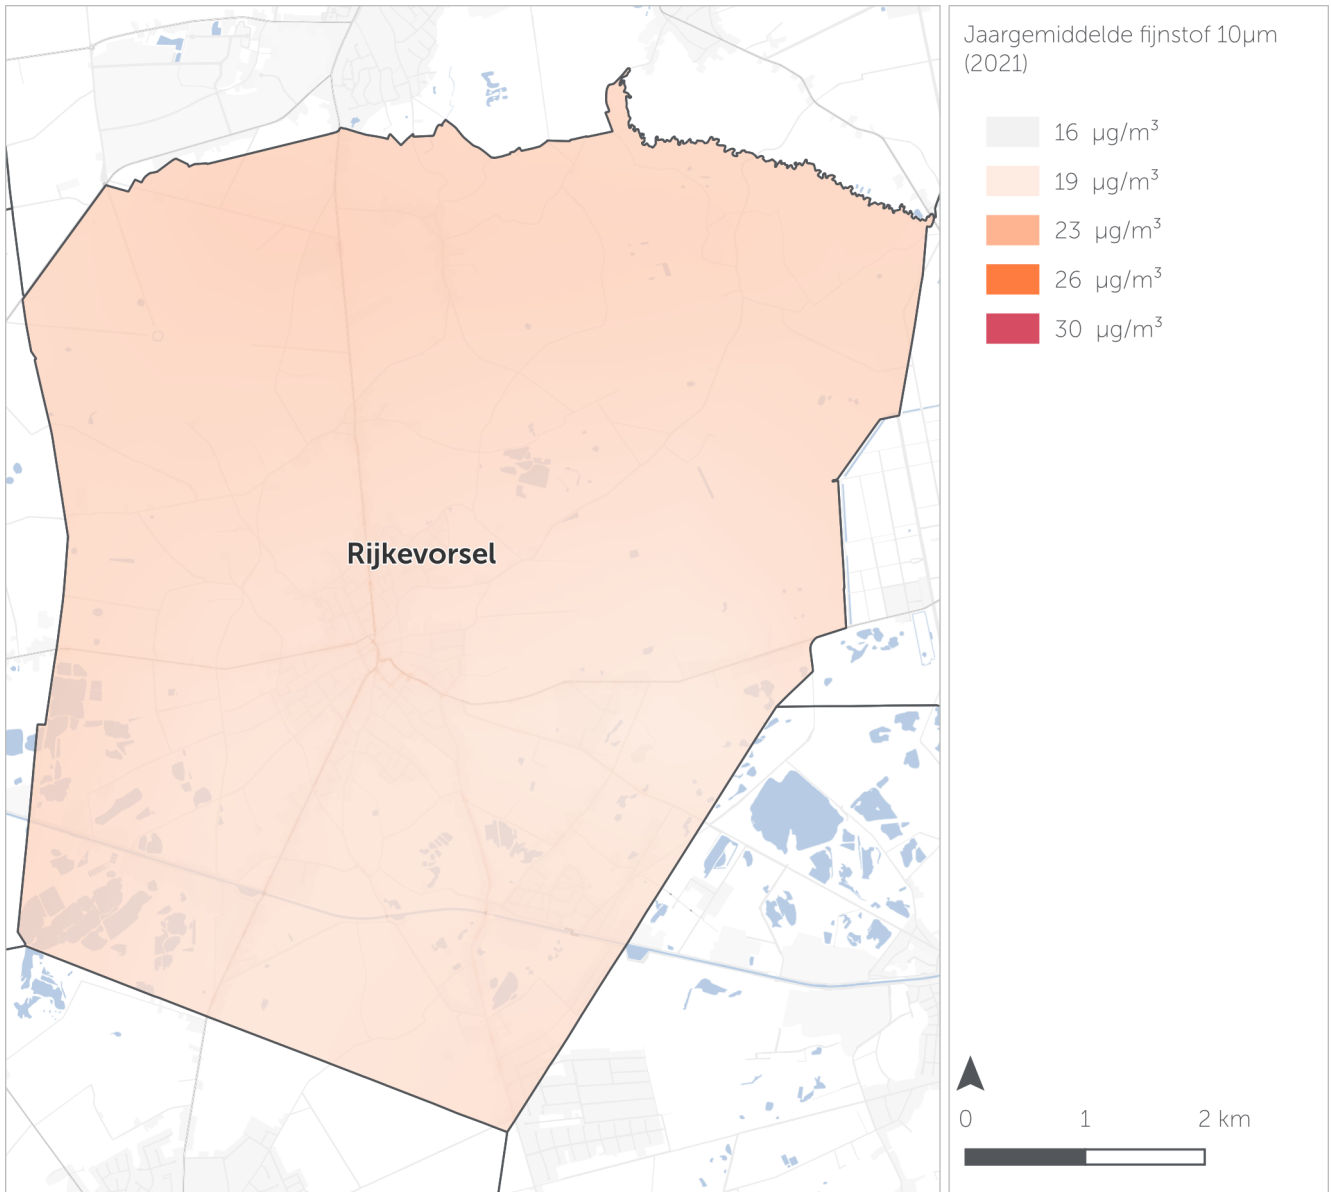 Jaargemiddelde fijnstof 10µm
(2021)
16 µg/m³
19 µg/m³
23 µg/m³
26 µg/m³
30 µg/m³
Rijkevorsel
0 1 2 km